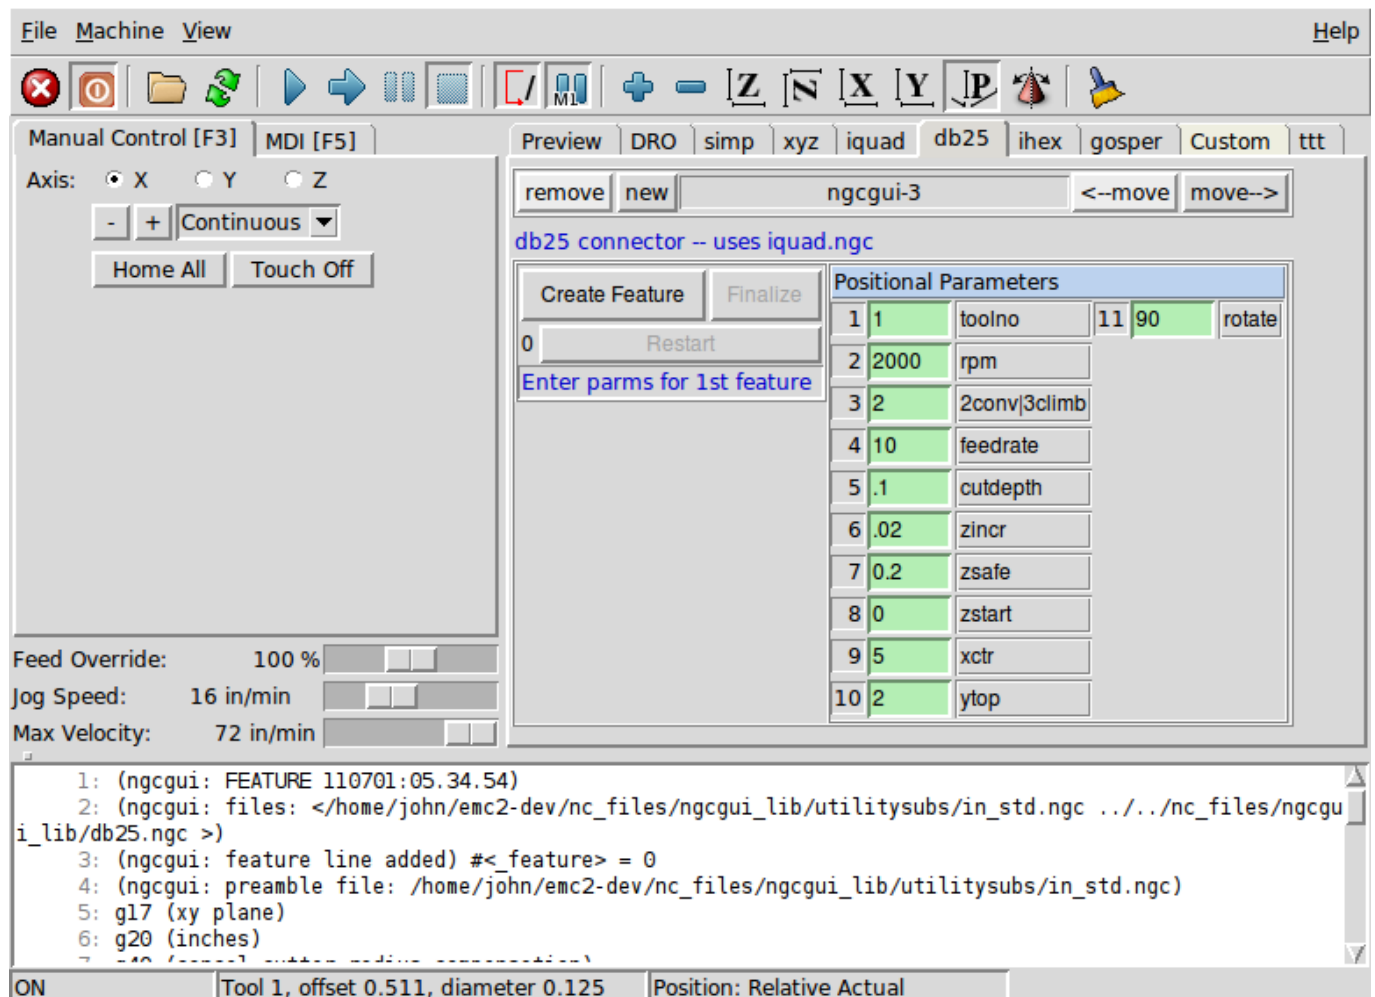 File Machine View Help
M1 Z N X Y P
Manual Control [F3] MDI [F5]
Preview DRO simp xyz iquad db25 ihex gosper Custom ttt
Axis: X Y Z
- + Continuous
Home All Touch Off
remove new ngcgui-3 <--move move-->
db25 connector -- uses iquad.ngc
Create Feature Finalize
0 Restart
Enter parms for 1st feature
Positional Parameters
1 1 toolno 11 90 rotate
2 2000 rpm
3 2 2conv|3climb
4 10 feedrate
5 .1 cutdepth
6 .02 zincr
7 0.2 zsafe
8 0 zstart
9 5 xctr
10 2 ytop
Feed Override: 100 %
Jog Speed: 16 in/min
Max Velocity: 72 in/min
1: (ngcgui: FEATURE 110701:05.34.54)
2: (ngcgui: files: </home/john/emc2-dev/nc_files/ngcgui_lib/utilitysubs/in_std.ngc ../../nc_files/ngcgu
i_lib/db25.ngc >)
3: (ngcgui: feature line added) #<_feature> = 0
4: (ngcgui: preamble file: /home/john/emc2-dev/nc_files/ngcgui_lib/utilitysubs/in_std.ngc)
5: g17 (xy plane)
6: g20 (inches)
ON Tool 1, offset 0.511, diameter 0.125 Position: Relative Actual